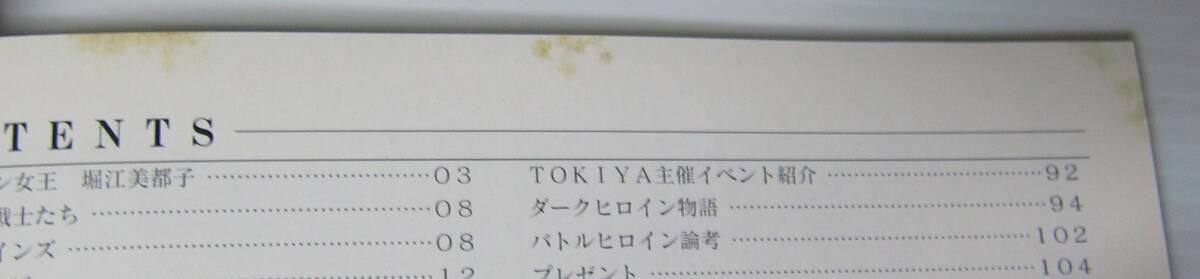 TENTS
ン女王 堀江美都子 ……………………………03
戦士たち ……………………………………………08
インズ ………………………………………………08
12
TOKIYA主催イベント紹介 ……………………………92
ダークヒロイン物語 ……………………………………94
バトルヒロイン論考 ……………………………………102
プレゼント ………………………………………………104